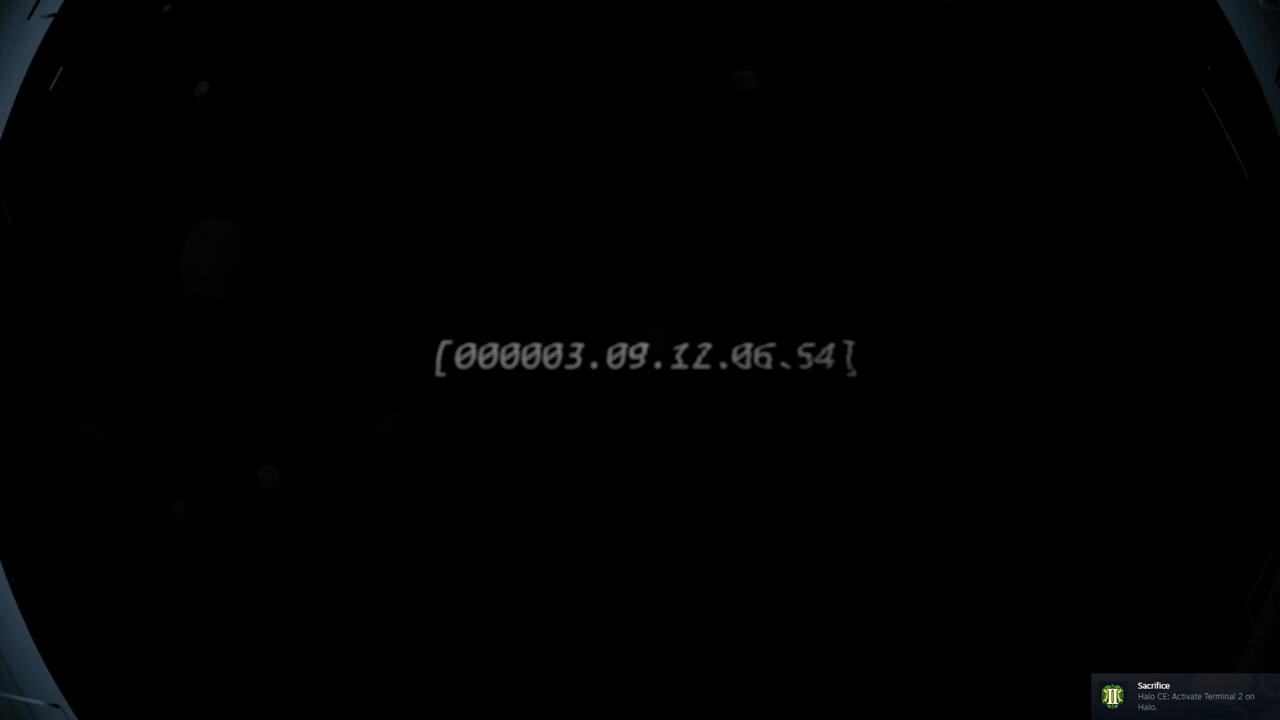 [000003.09.12.06.54]
Sacrifice
Halo CE: Activate Terminal 2 on
Halo.